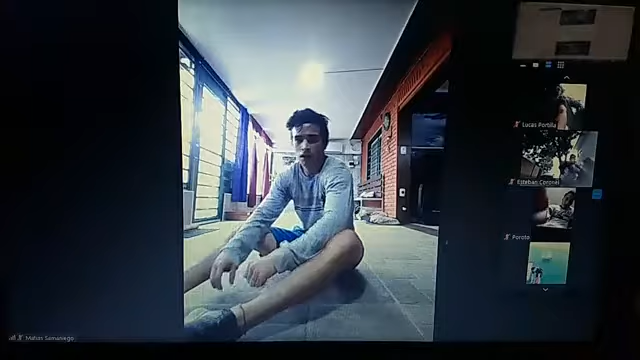 Lucas Portilla
Esteban Coronel
Poroto
Matias Samaniego